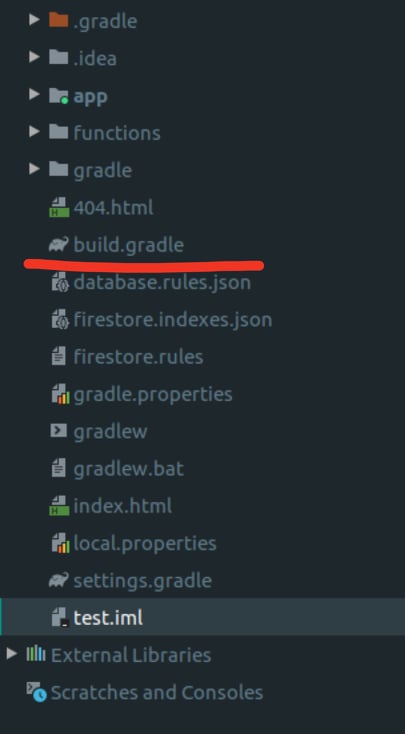 .gradle
.idea
app
functions
gradle
404.html
build.gradle
database.rules.json
firestore.indexes.json
firestore.rules
gradle.properties
gradlew
gradlew.bat
index.html
local.properties
settings.gradle
test.iml
External Libraries
Scratches and Consoles